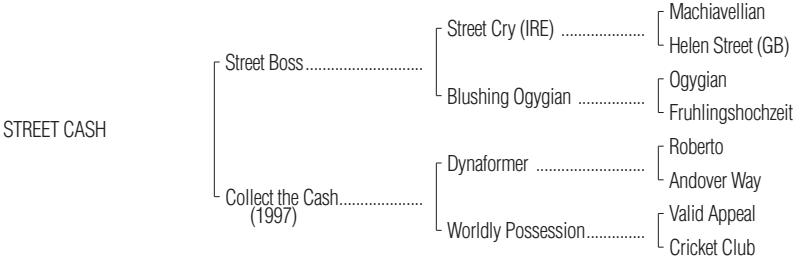 Machiavellian
Street Cry (IRE) ....................
Helen Street (GB)
Street Boss............................
Ogygian
Blushing Ogygian ................
Fruhlingshochzeit
STREET CASH
Roberto
Dynaformer ..........................
Andover Way
Collect the Cash....................
(1997)
Valid Appeal
Worldly Possession..............
Cricket Club